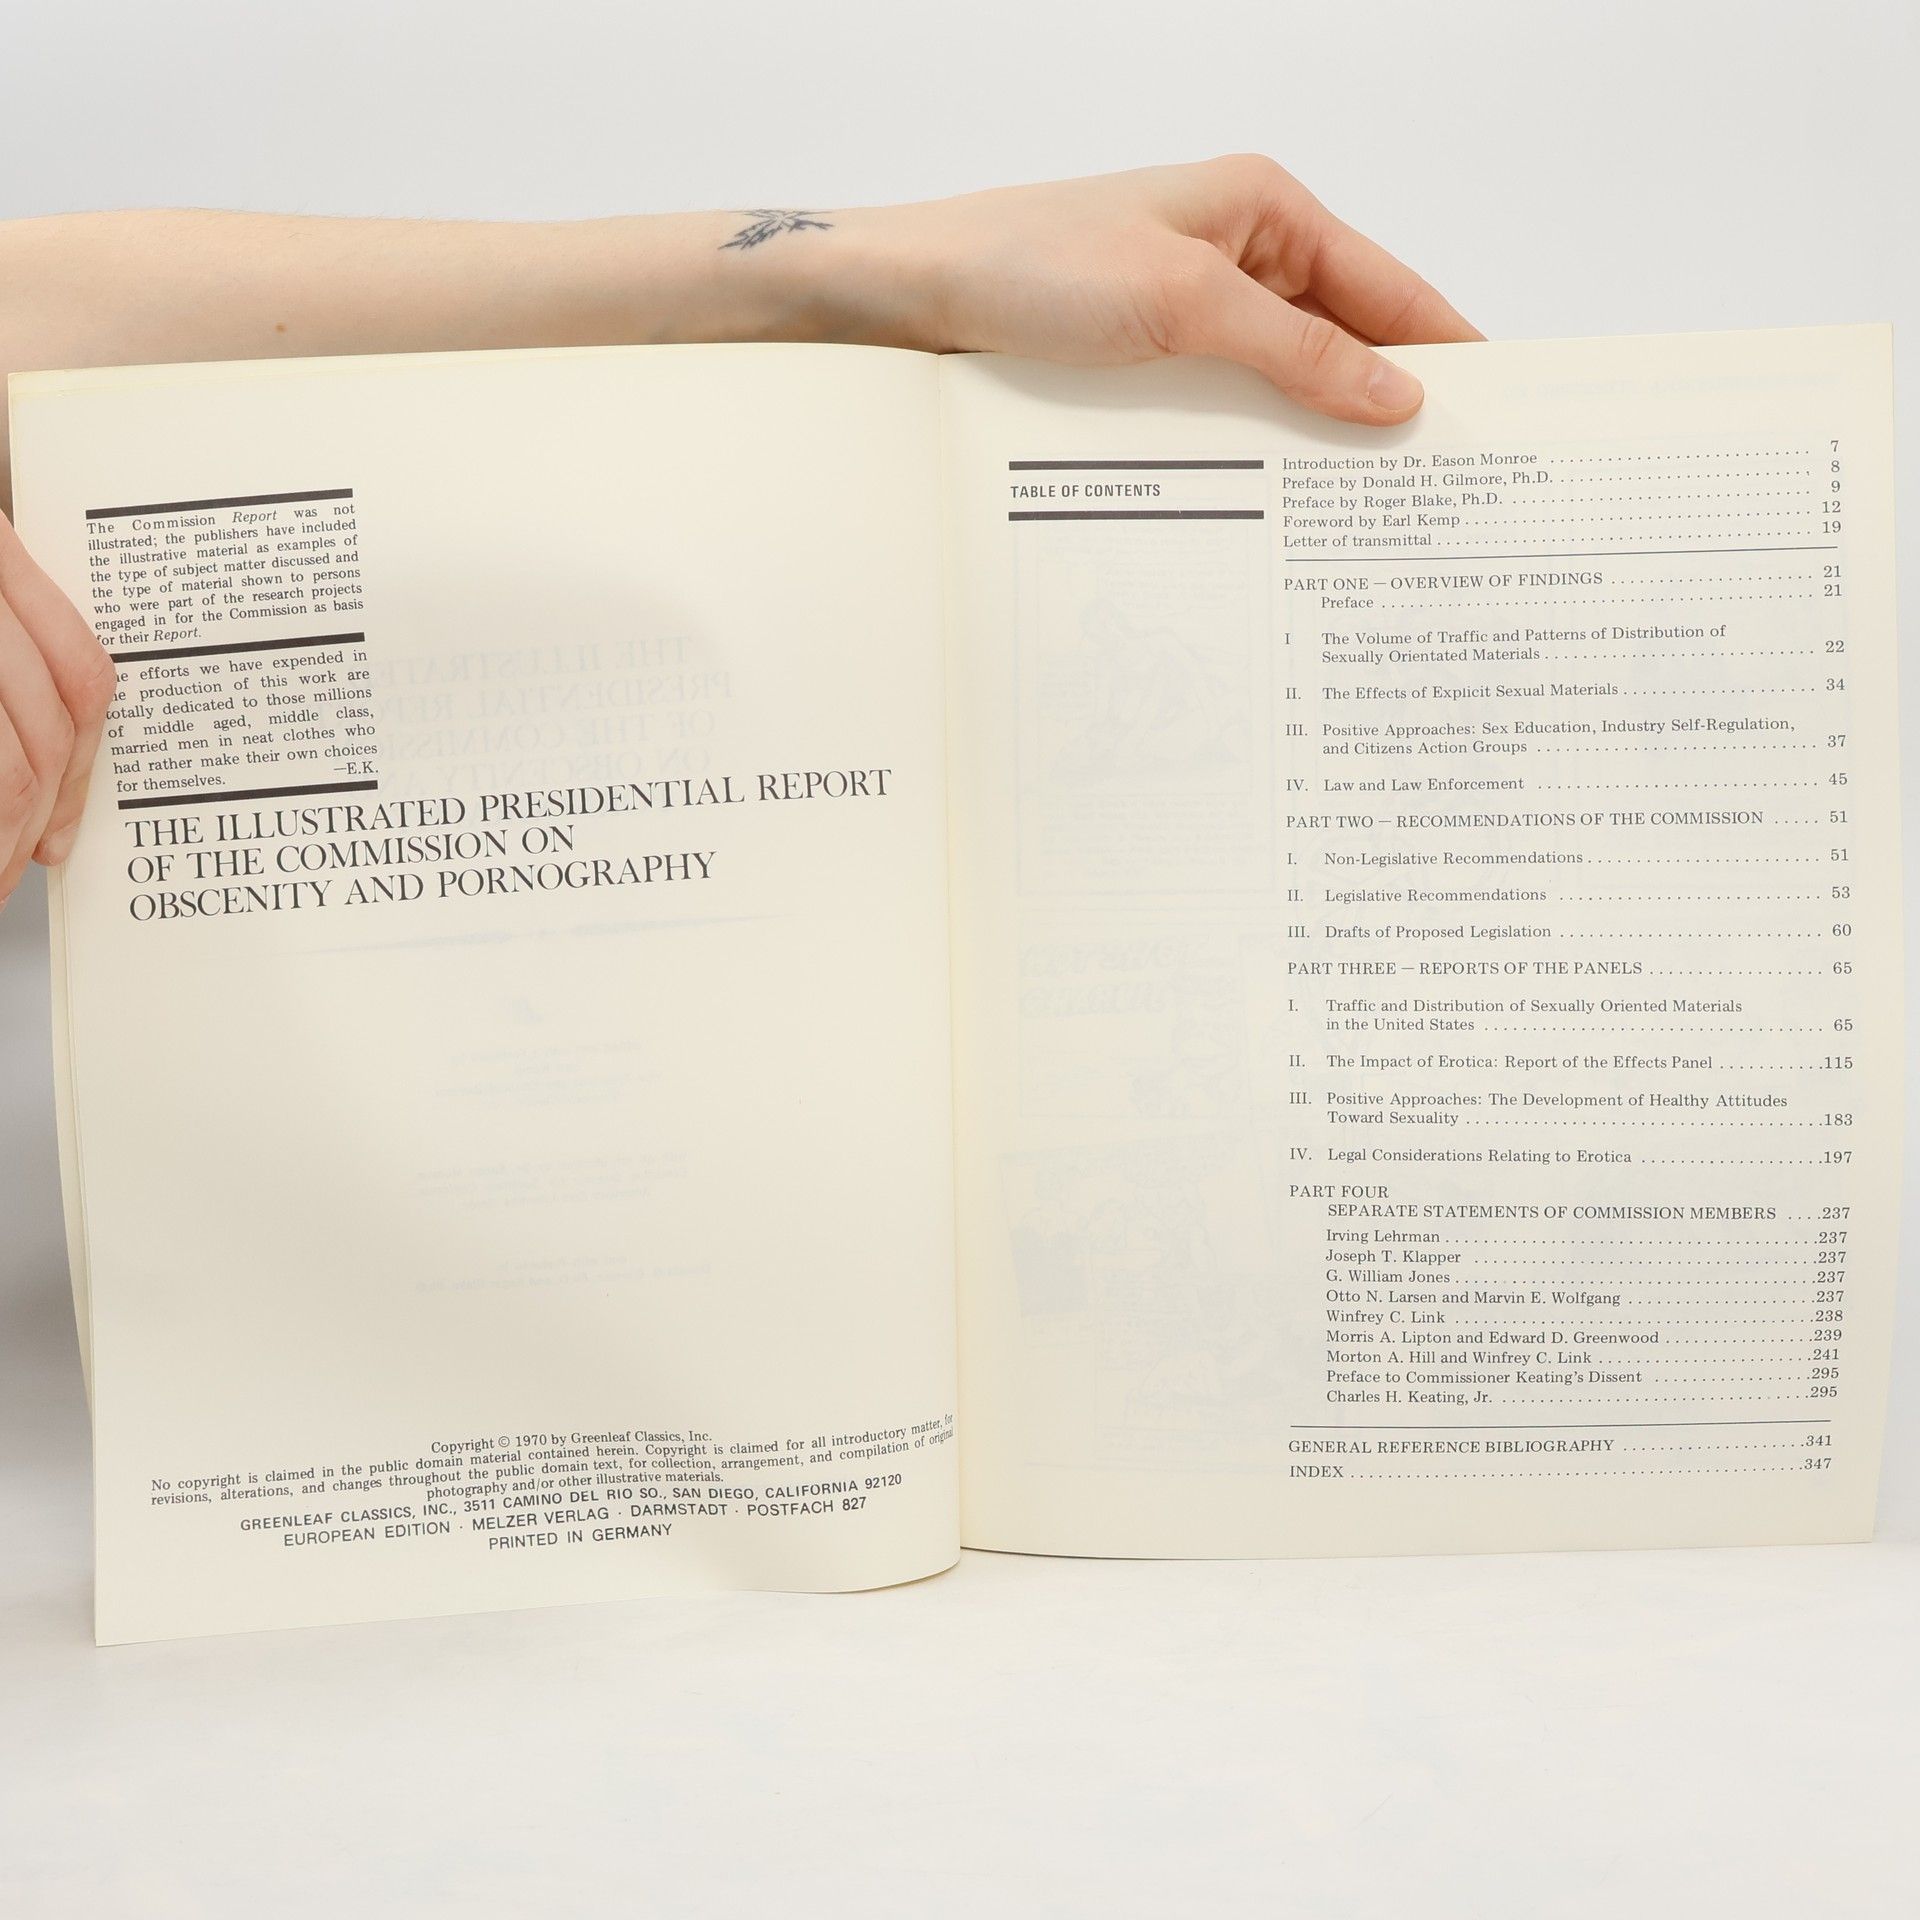 The Commission Report was not
illustrated; the publishers have included
the illustrative material as examples of
the type of subject matter discussed and
the type of material shown to persons
who were part of the research projects
engaged in for the Commission as basis
for their Report.
efforts we have expended in
production of this work are
totally dedicated to those millions
of middle aged, middle class,
married men in neat clothes who
had rather make their own choices
for themselves. —E.K.
THE ILLUSTRATED PRESIDENTIAL REPORT
OF THE COMMISSION ON
OBSCENITY AND PORNOGRAPHY
Copyright © 1970 by Greenleaf Classics, Inc.
No copyright is claimed in the public domain material contained herein. Copyright is claimed for all introductory matter, for
revisions, alterations, and changes throughout the public domain text, for collection, arrangement, and compilation of original
photography and/or other illustrative materials.
GREENLEAF CLASSICS, INC., 3511 CAMINO DEL RIO SO., SAN DIEGO, CALIFORNIA 92120
EUROPEAN EDITION · MELZER VERLAG · DARMSTADT · POSTFACH 827
PRINTED IN GERMANY
TABLE OF CONTENTS
Introduction by Dr. Eason Monroe 7
Preface by Donald H. Gilmore, Ph.D. 8
Preface by Roger Blake, Ph.D. 9
Foreword by Earl Kemp 12
Letter of transmittal 19
PART ONE — OVERVIEW OF FINDINGS 21
Preface 21
I The Volume of Traffic and Patterns of Distribution of
Sexually Orientated Materials 22
II. The Effects of Explicit Sexual Materials 34
III. Positive Approaches: Sex Education, Industry Self-Regulation,
and Citizens Action Groups 37
IV. Law and Law Enforcement 45
PART TWO — RECOMMENDATIONS OF THE COMMISSION 51
I. Non-Legislative Recommendations 51
II. Legislative Recommendations 53
III. Drafts of Proposed Legislation 60
PART THREE — REPORTS OF THE PANELS 65
I. Traffic and Distribution of Sexually Oriented Materials
in the United States 65
II. The Impact of Erotica: Report of the Effects Panel 115
III. Positive Approaches: The Development of Healthy Attitudes
Toward Sexuality 183
IV. Legal Considerations Relating to Erotica 197
PART FOUR
SEPARATE STATEMENTS OF COMMISSION MEMBERS 237
Irving Lehrman 237
Joseph T. Klapper 237
G. William Jones 237
Otto N. Larsen and Marvin E. Wolfgang 237
Winfrey C. Link 238
Morris A. Lipton and Edward D. Greenwood 239
Morton A. Hill and Winfrey C. Link 241
Preface to Commissioner Keating's Dissent 295
Charles H. Keating, Jr. 295
GENERAL REFERENCE BIBLIOGRAPHY 341
INDEX 347